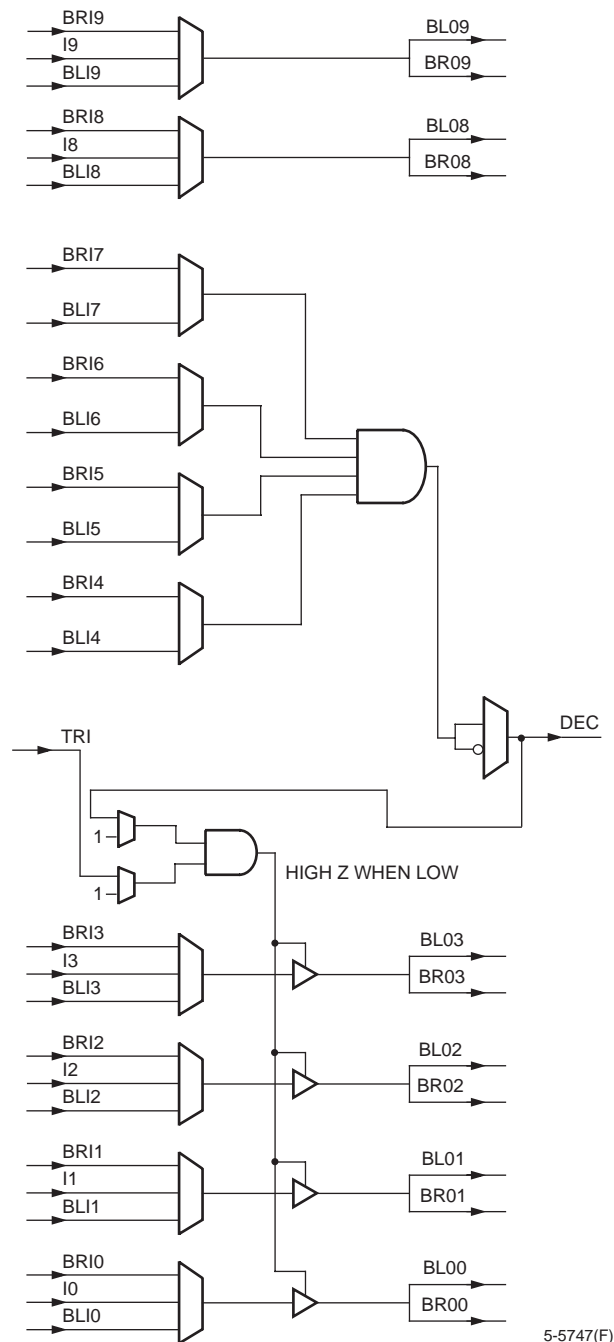 BRI9
I9
BLI9
BL09
BR09
BRI8
I8
BLI8
BL08
BR08
BRI7
BLI7
BRI6
BLI6
BRI5
BLI5
BRI4
BLI4
DEC
TRI
1
1
HIGH Z WHEN LOW
BRI3
I3
BLI3
BL03
BR03
BRI2
I2
BLI2
BL02
BR02
BRI1
I1
BLI1
BL01
BR01
BRI0
I0
BLI0
BL00
BR00
5-5747(F)